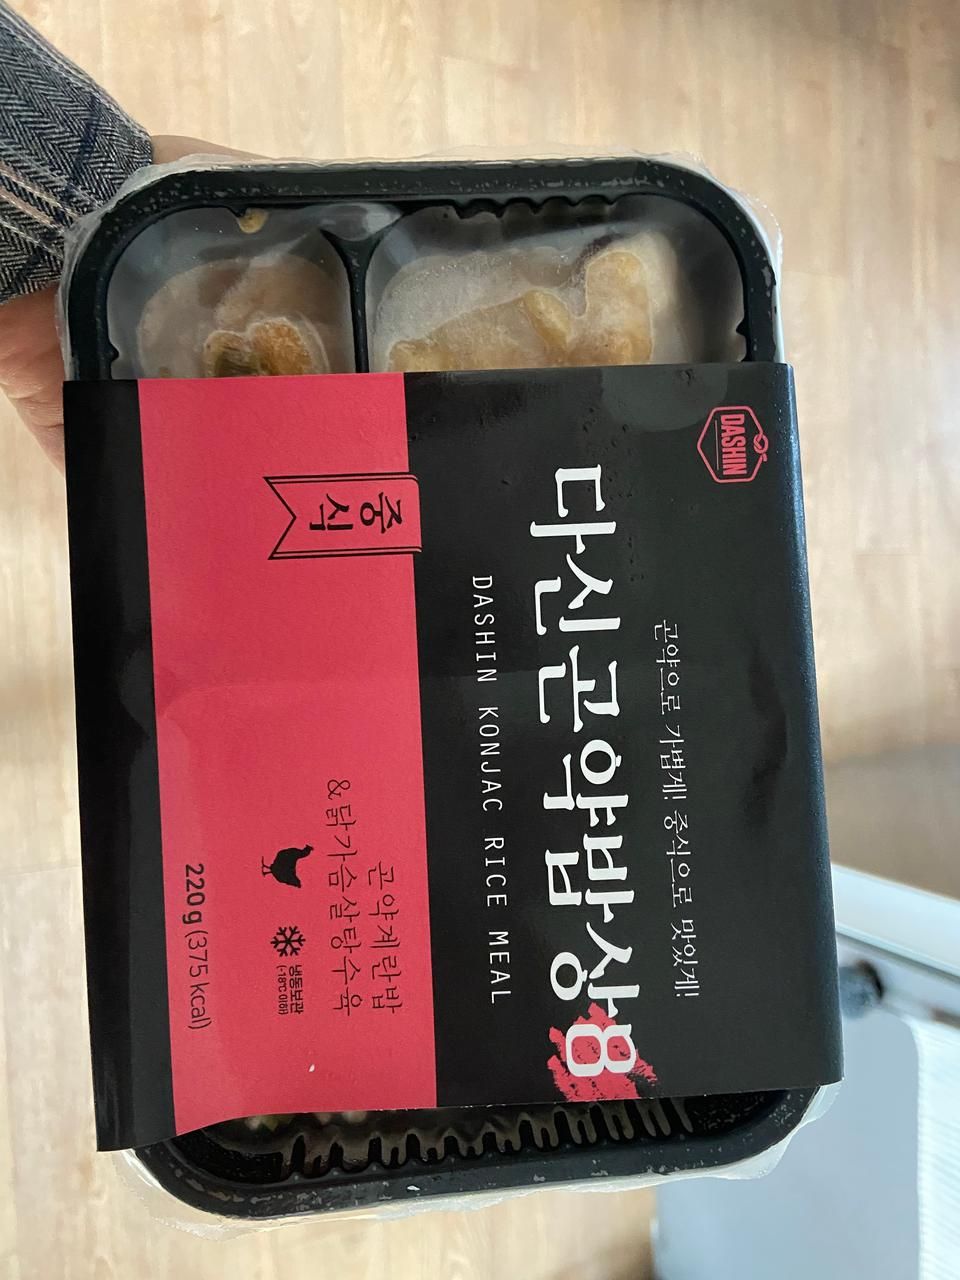 DASHIN
곤약으로 가볍게! 중식으로 맛있게!
다신곤약밥상8
DASHIN KONJAC RICE MEAL
중식
곤약계란밥
&닭가슴살탕수육
냉동보관
(-18℃이하)
220 g (375 kcal)